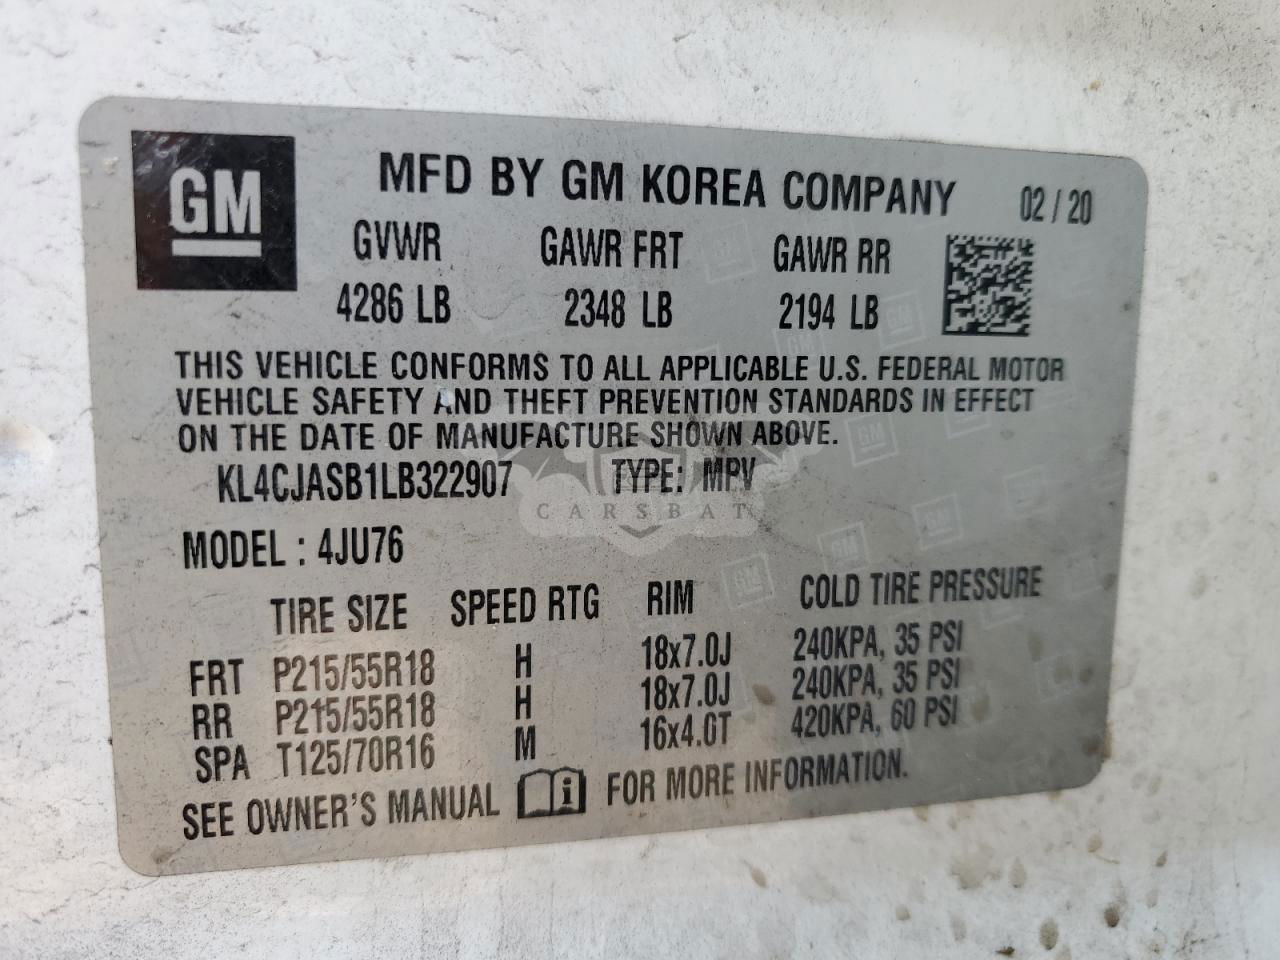 GM
MFD BY GM KOREA COMPANY 02 / 20
GVWR GAWR FRT GAWR RR
4286 LB 2348 LB 2194 LB
THIS VEHICLE CONFORMS TO ALL APPLICABLE U.S. FEDERAL MOTOR
VEHICLE SAFETY AND THEFT PREVENTION STANDARDS IN EFFECT
ON THE DATE OF MANUFACTURE SHOWN ABOVE.
KL4CJASB1LB322907 TYPE: MPV
CARSBAT
MODEL : 4JU76
TIRE SIZE SPEED RTG RIM COLD TIRE PRESSURE
FRT P215/55R18 H 18x7.0J 240KPA, 35 PSI
RR P215/55R18 H 18x7.0J 240KPA, 35 PSI
SPA T125/70R16 M 16x4.0T 420KPA, 60 PSI
SEE OWNER'S MANUAL i FOR MORE INFORMATION.